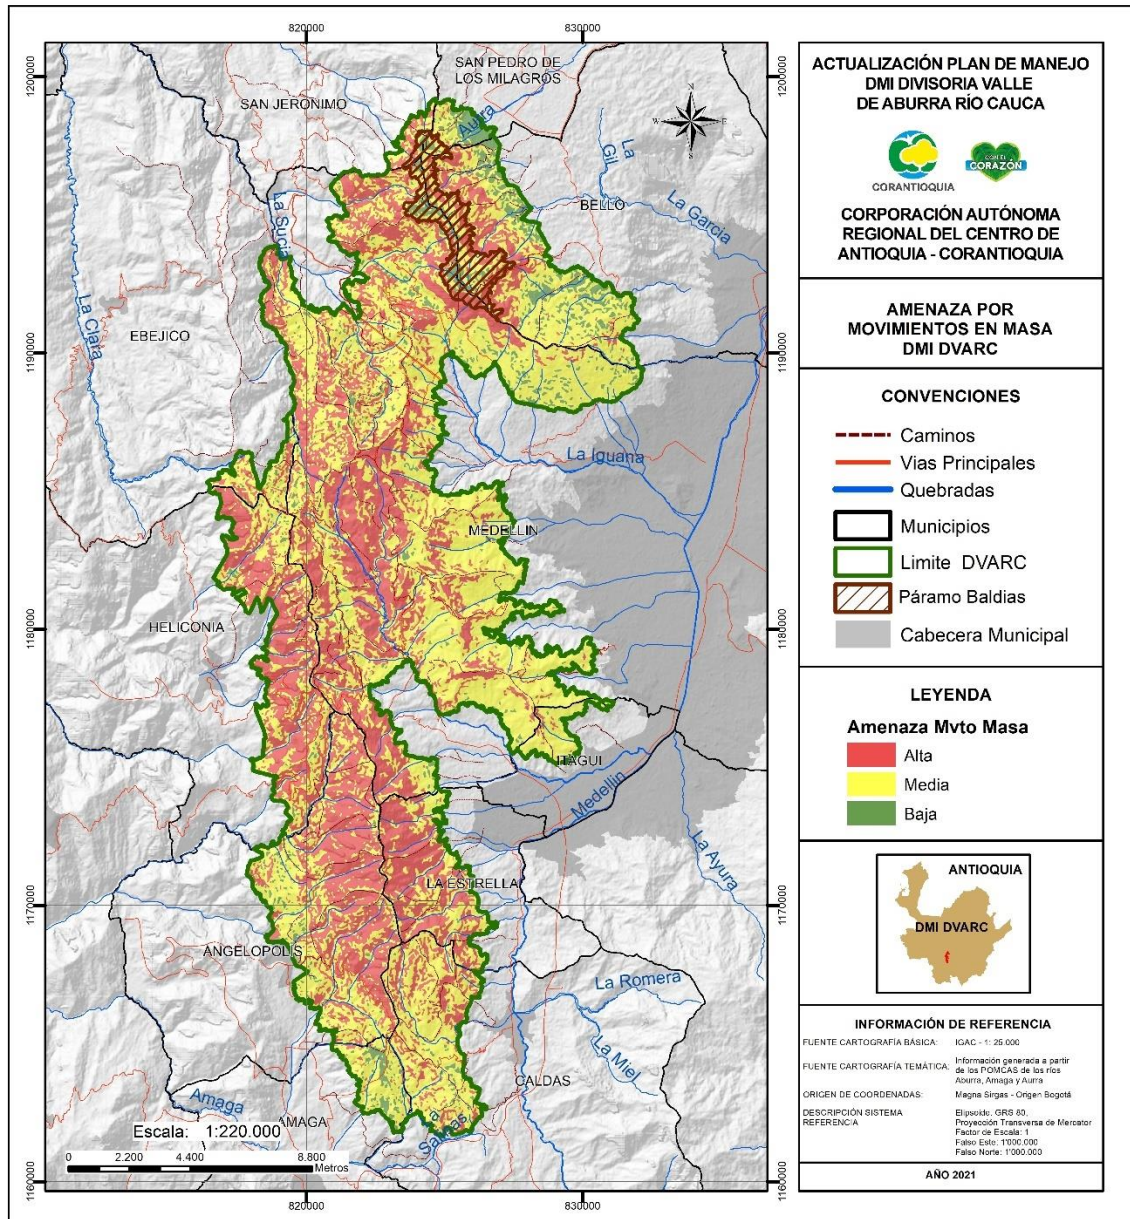 820000
830000
1200000
1200000
1190000
1190000
1180000
1180000
1170000
1170000
1160000
1160000
820000
830000
SAN PEDRO DE
LOS MILAGROS
SAN JERONIMO
Aurra
N
W
E
S
La Gil
BELLO
La Garcia
La Sucia
La Clara
EBEJICO
La Iguana
MEDELLIN
HELICONIA
ITAGUI
Medellin
La Ayura
LA ESTRELLA
ANGELOPOLIS
La Romera
La Miel
CALDAS
Amaga
AMAGA
Escala: 1:220.000
0 2.200 4.400 8.800
Metros
ACTUALIZACIÓN PLAN DE MANEJO
DMI DIVISORIA VALLE
DE ABURRA RÍO CAUCA
CORANTIOQUIA
CORAZÓN
CORPORACIÓN AUTÓNOMA
REGIONAL DEL CENTRO DE
ANTIOQUIA - CORANTIOQUIA
AMENAZA POR
MOVIMIENTOS EN MASA
DMI DVARC
CONVENCIONES
Caminos
Vias Principales
Quebradas
Municipios
Limite DVARC
Páramo Baldias
Cabecera Municipal
LEYENDA
Amenaza Mvto Masa
Alta
Media
Baja
ANTIOQUIA
DMI DVARC
INFORMACIÓN DE REFERENCIA
FUENTE CARTOGRAFÍA BÁSICA: IGAC - 1: 25.000
FUENTE CARTOGRAFÍA TEMÁTICA: Información generada a partir
de los POMCAS de los ríos
Aburra, Amaga y Aurra
ORIGEN DE COORDENADAS: Magna Sirgas - Origen Bogotá
DESCRIPCIÓN SISTEMA
REFERENCIA
Elipsoide, GRS 80,
Proyección Transversa de Mercator
Factor de Escala: 1
Falso Este: 1'000.000
Falso Norte: 1'000.000
AÑO 2021